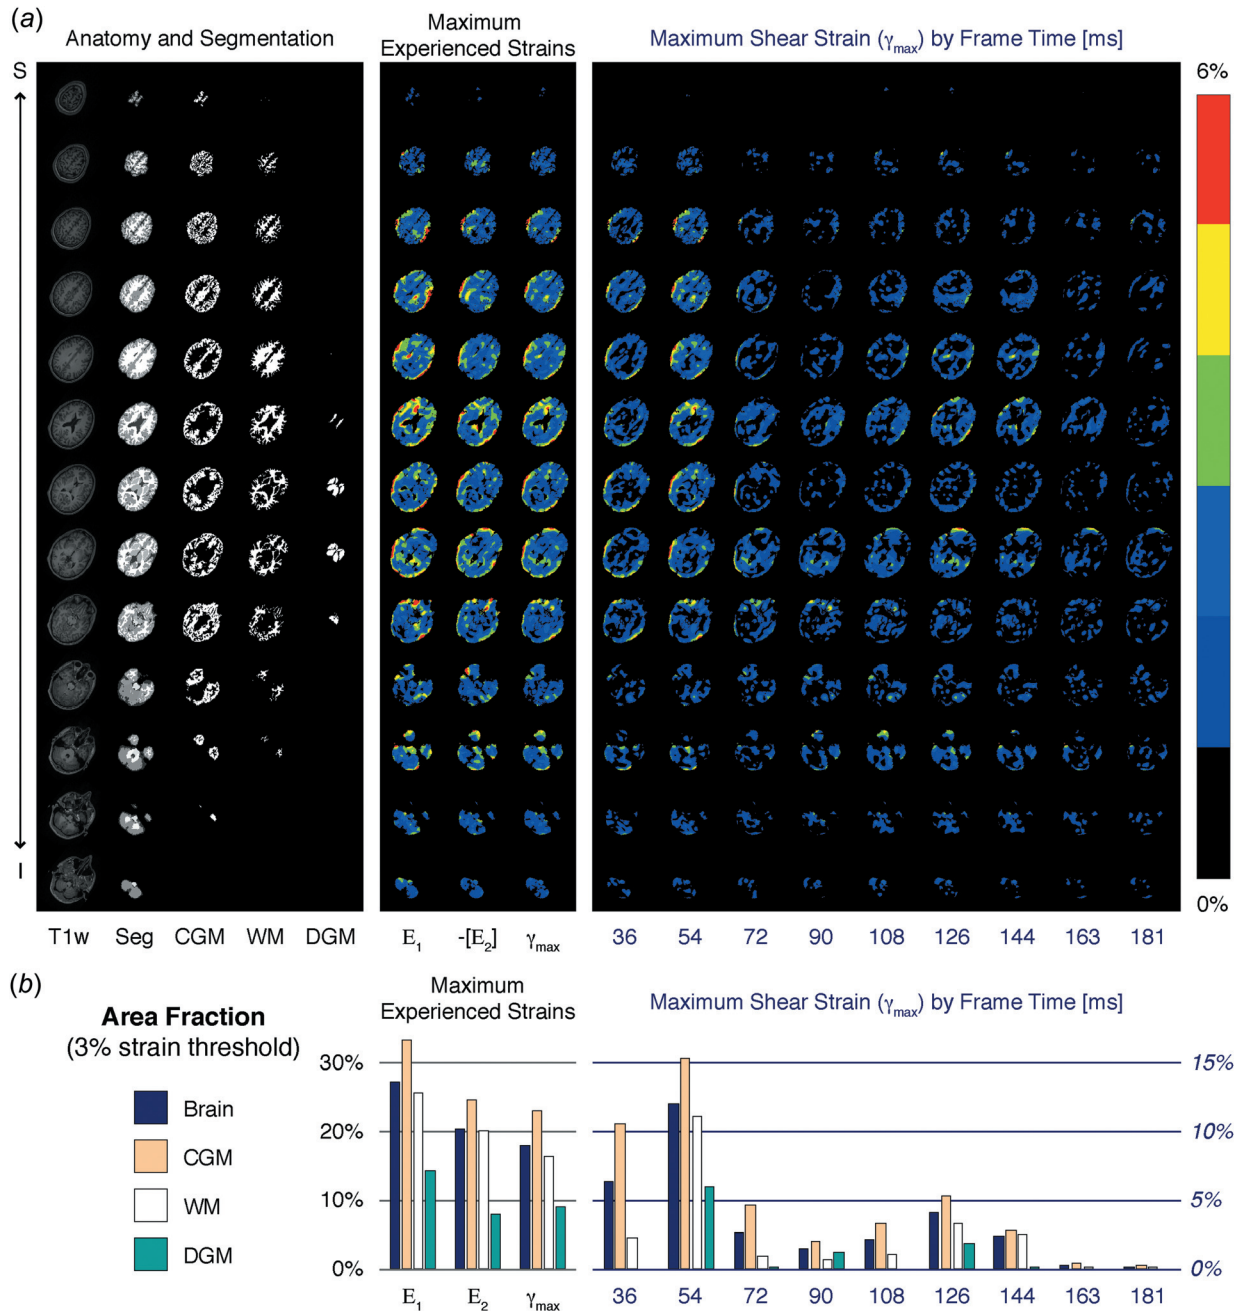 (a)
Anatomy and Segmentation
Maximum
Experienced Strains
Maximum Shear Strain (γmax) by Frame Time [ms]
S
I
6%
0%
T1w Seg CGM WM DGM
E1 -[E2] γmax
36 54 72 90 108 126 144 163 181
(b)
Area Fraction
(3% strain threshold)
Brain
CGM
WM
DGM
Maximum
Experienced Strains
Maximum Shear Strain (γmax) by Frame Time [ms]
30%
20%
10%
0%
15%
10%
5%
0%
E1 E2 γmax
36 54 72 90 108 126 144 163 181